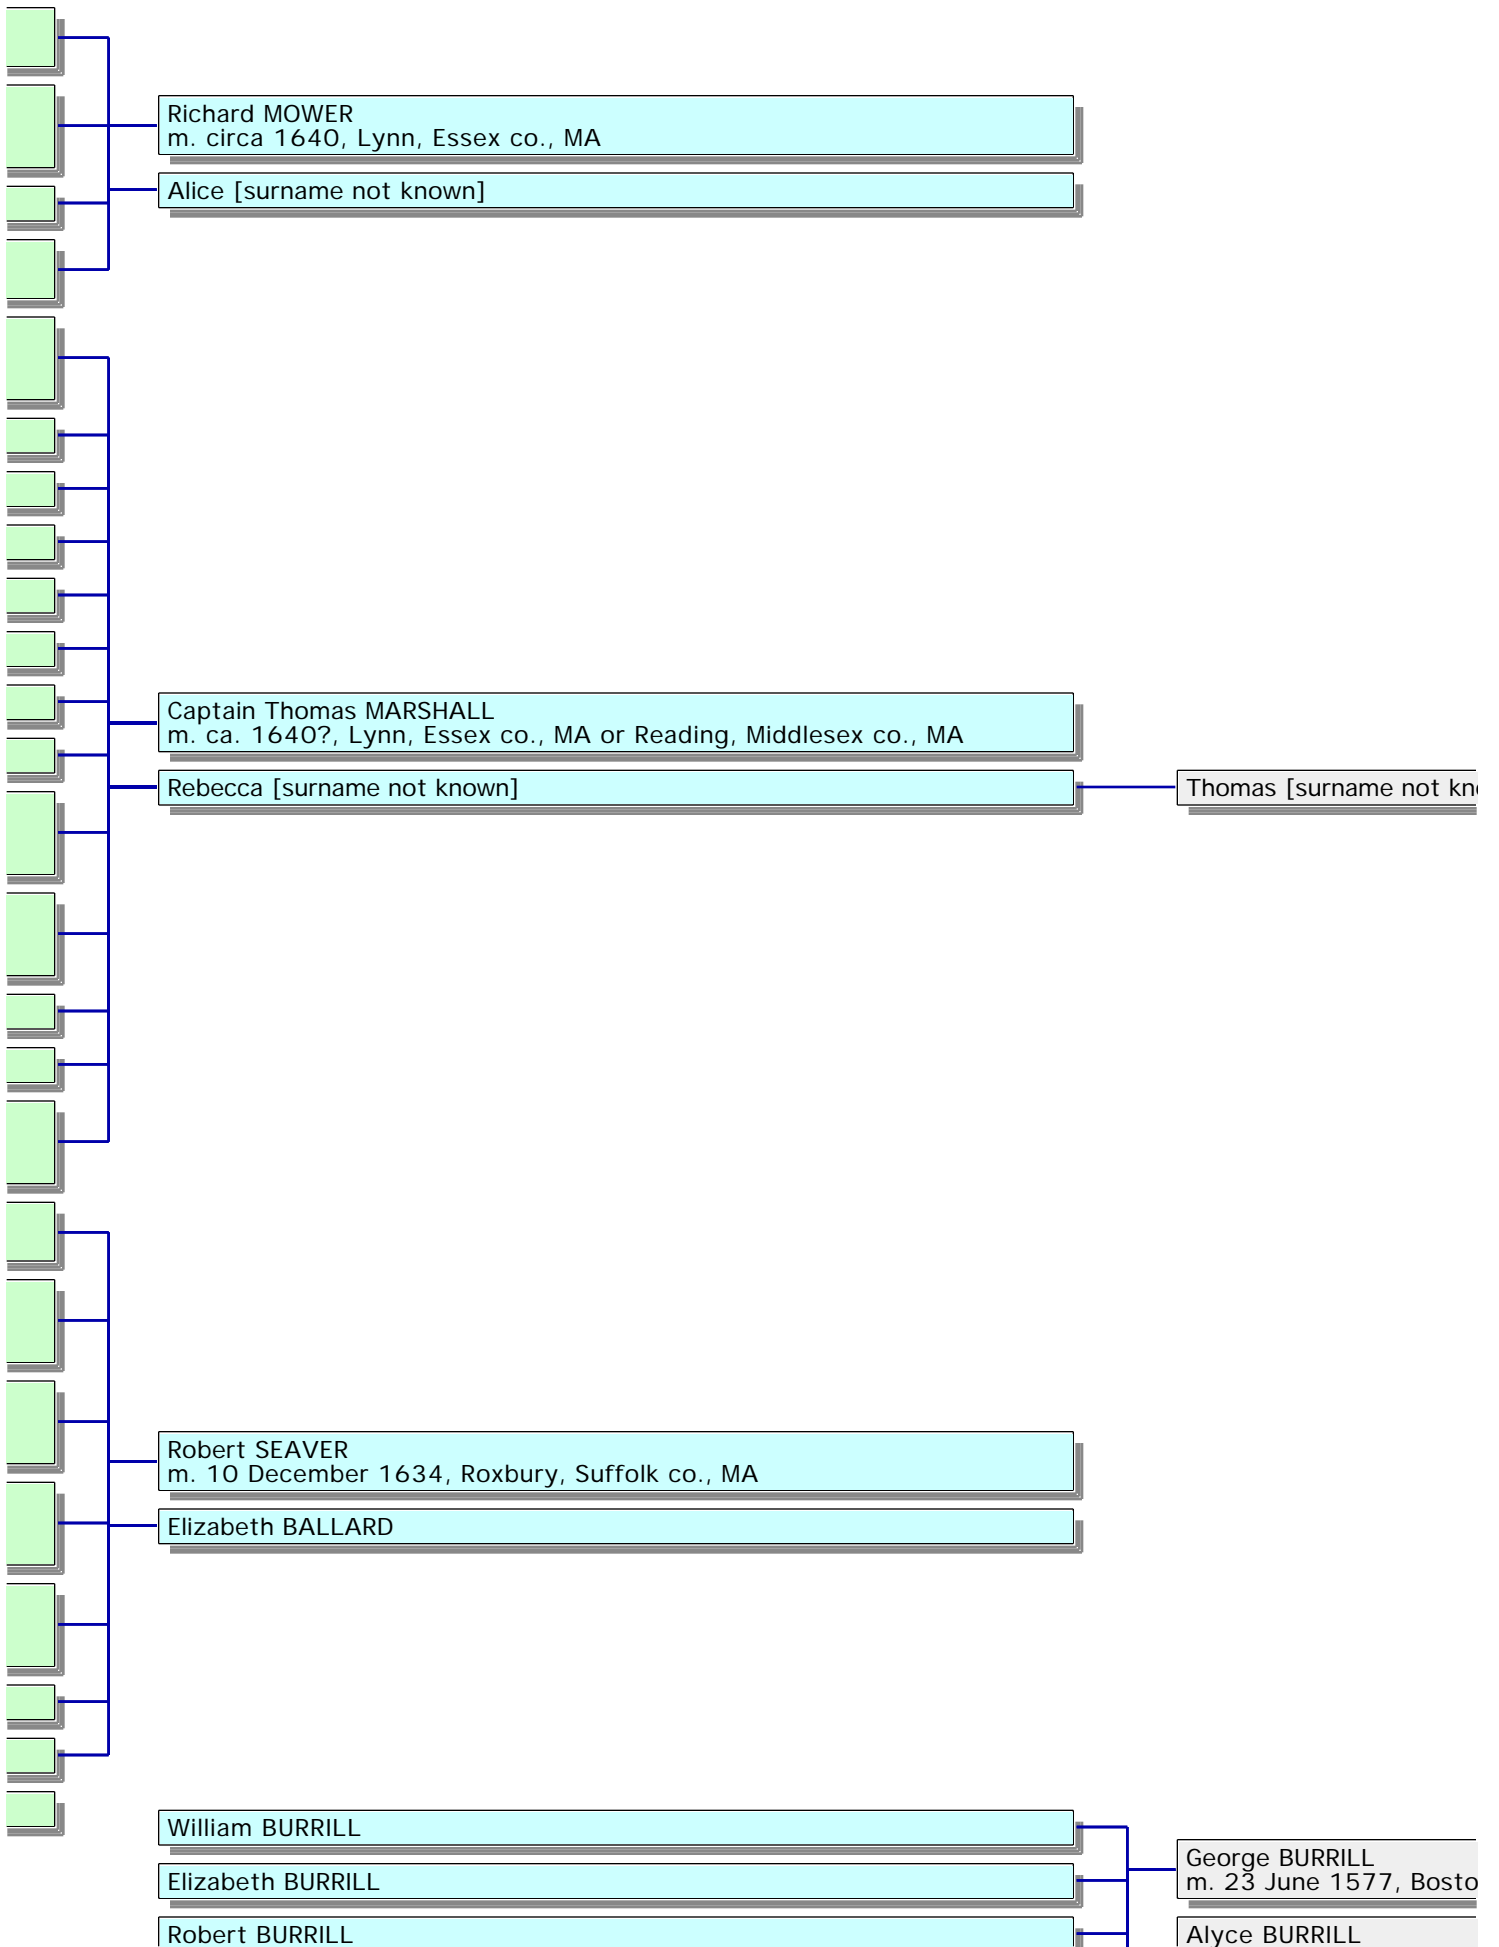 Richard MOWER
m. circa 1640, Lynn, Essex co., MA
Alice [surname not known]
Captain Thomas MARSHALL
m. ca. 1640?, Lynn, Essex co., MA or Reading, Middlesex co., MA
Rebecca [surname not known]
Thomas [surname not kn
Robert SEAVER
m. 10 December 1634, Roxbury, Suffolk co., MA
Elizabeth BALLARD
William BURRILL
Elizabeth BURRILL
Robert BURRILL
George BURRILL
m. 23 June 1577, Bosto
Alyce BURRILL